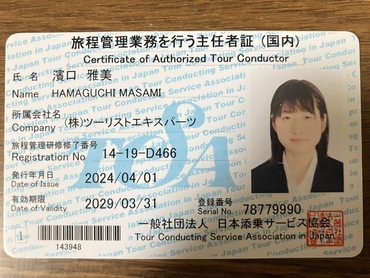 旅程管理業務を行う主任者証 (国内)
Certificate of Authorized Tour Conductor
氏 名 濱口 雅美
Name HAMAGUCHI MASAMI
所属会社名
Company (株)ツーリストエキスパーツ
旅程管理研修修了番号
Registration No 14-19-D466
発行年月日
Date of Issue 2024/04/01
有効期限
Date of Validity 2029/03/31
登録番号
Serial No. 78779990
一般社団法人 日本添乗サービス協会
Tour Conducting Service Association in Japan
1
143948